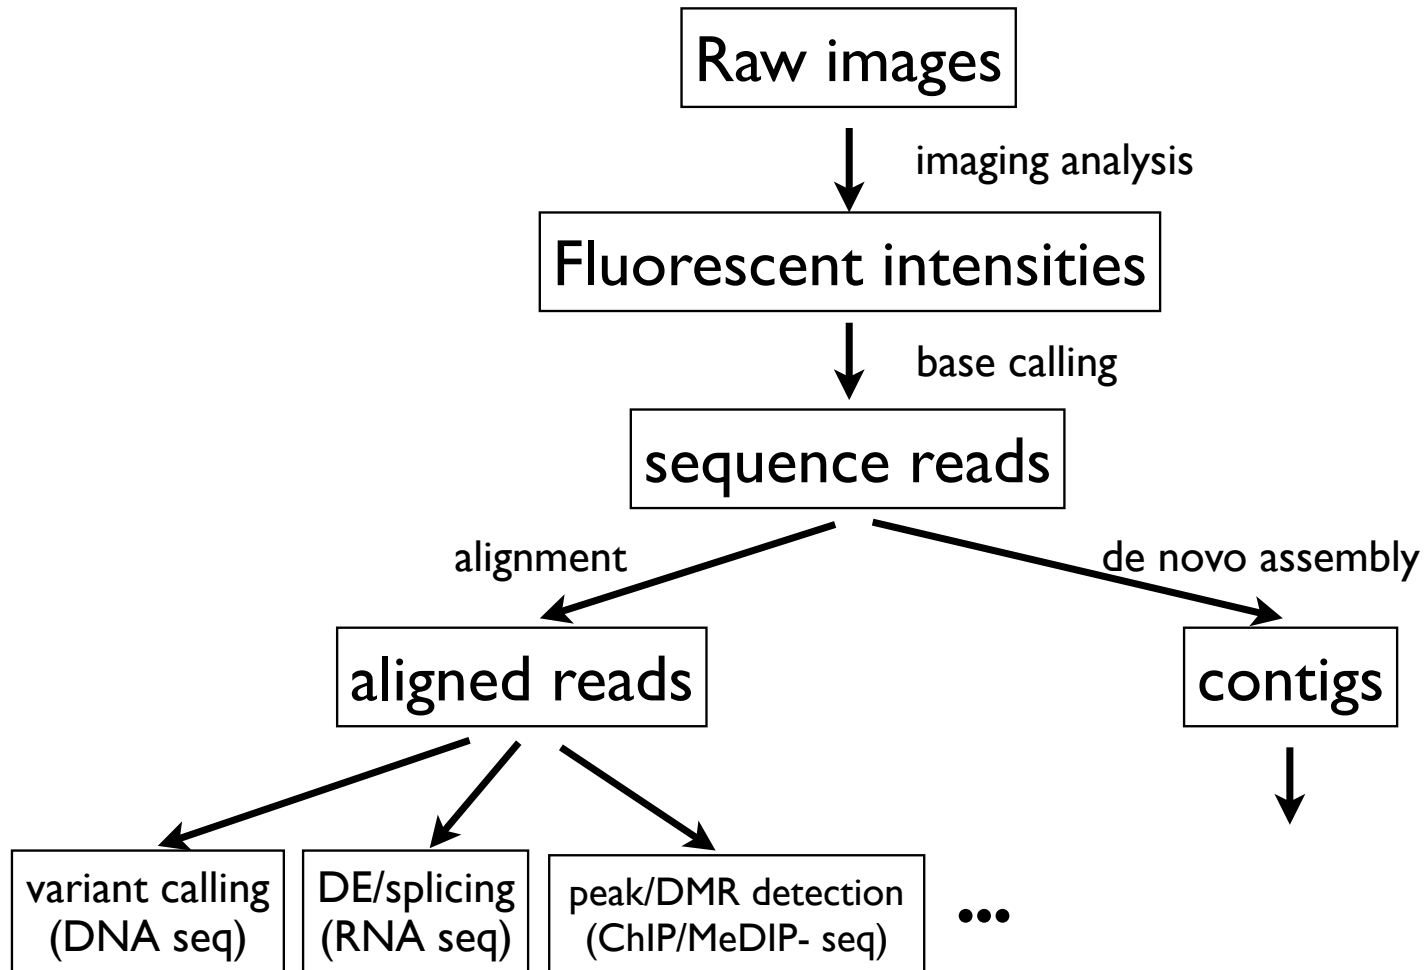 Raw images
imaging analysis
Fluorescent intensities
base calling
sequence reads
alignment
de novo assembly
aligned reads
contigs
variant calling
(DNA seq)
DE/splicing
(RNA seq)
peak/DMR detection
(ChIP/MeDIP- seq)
•••